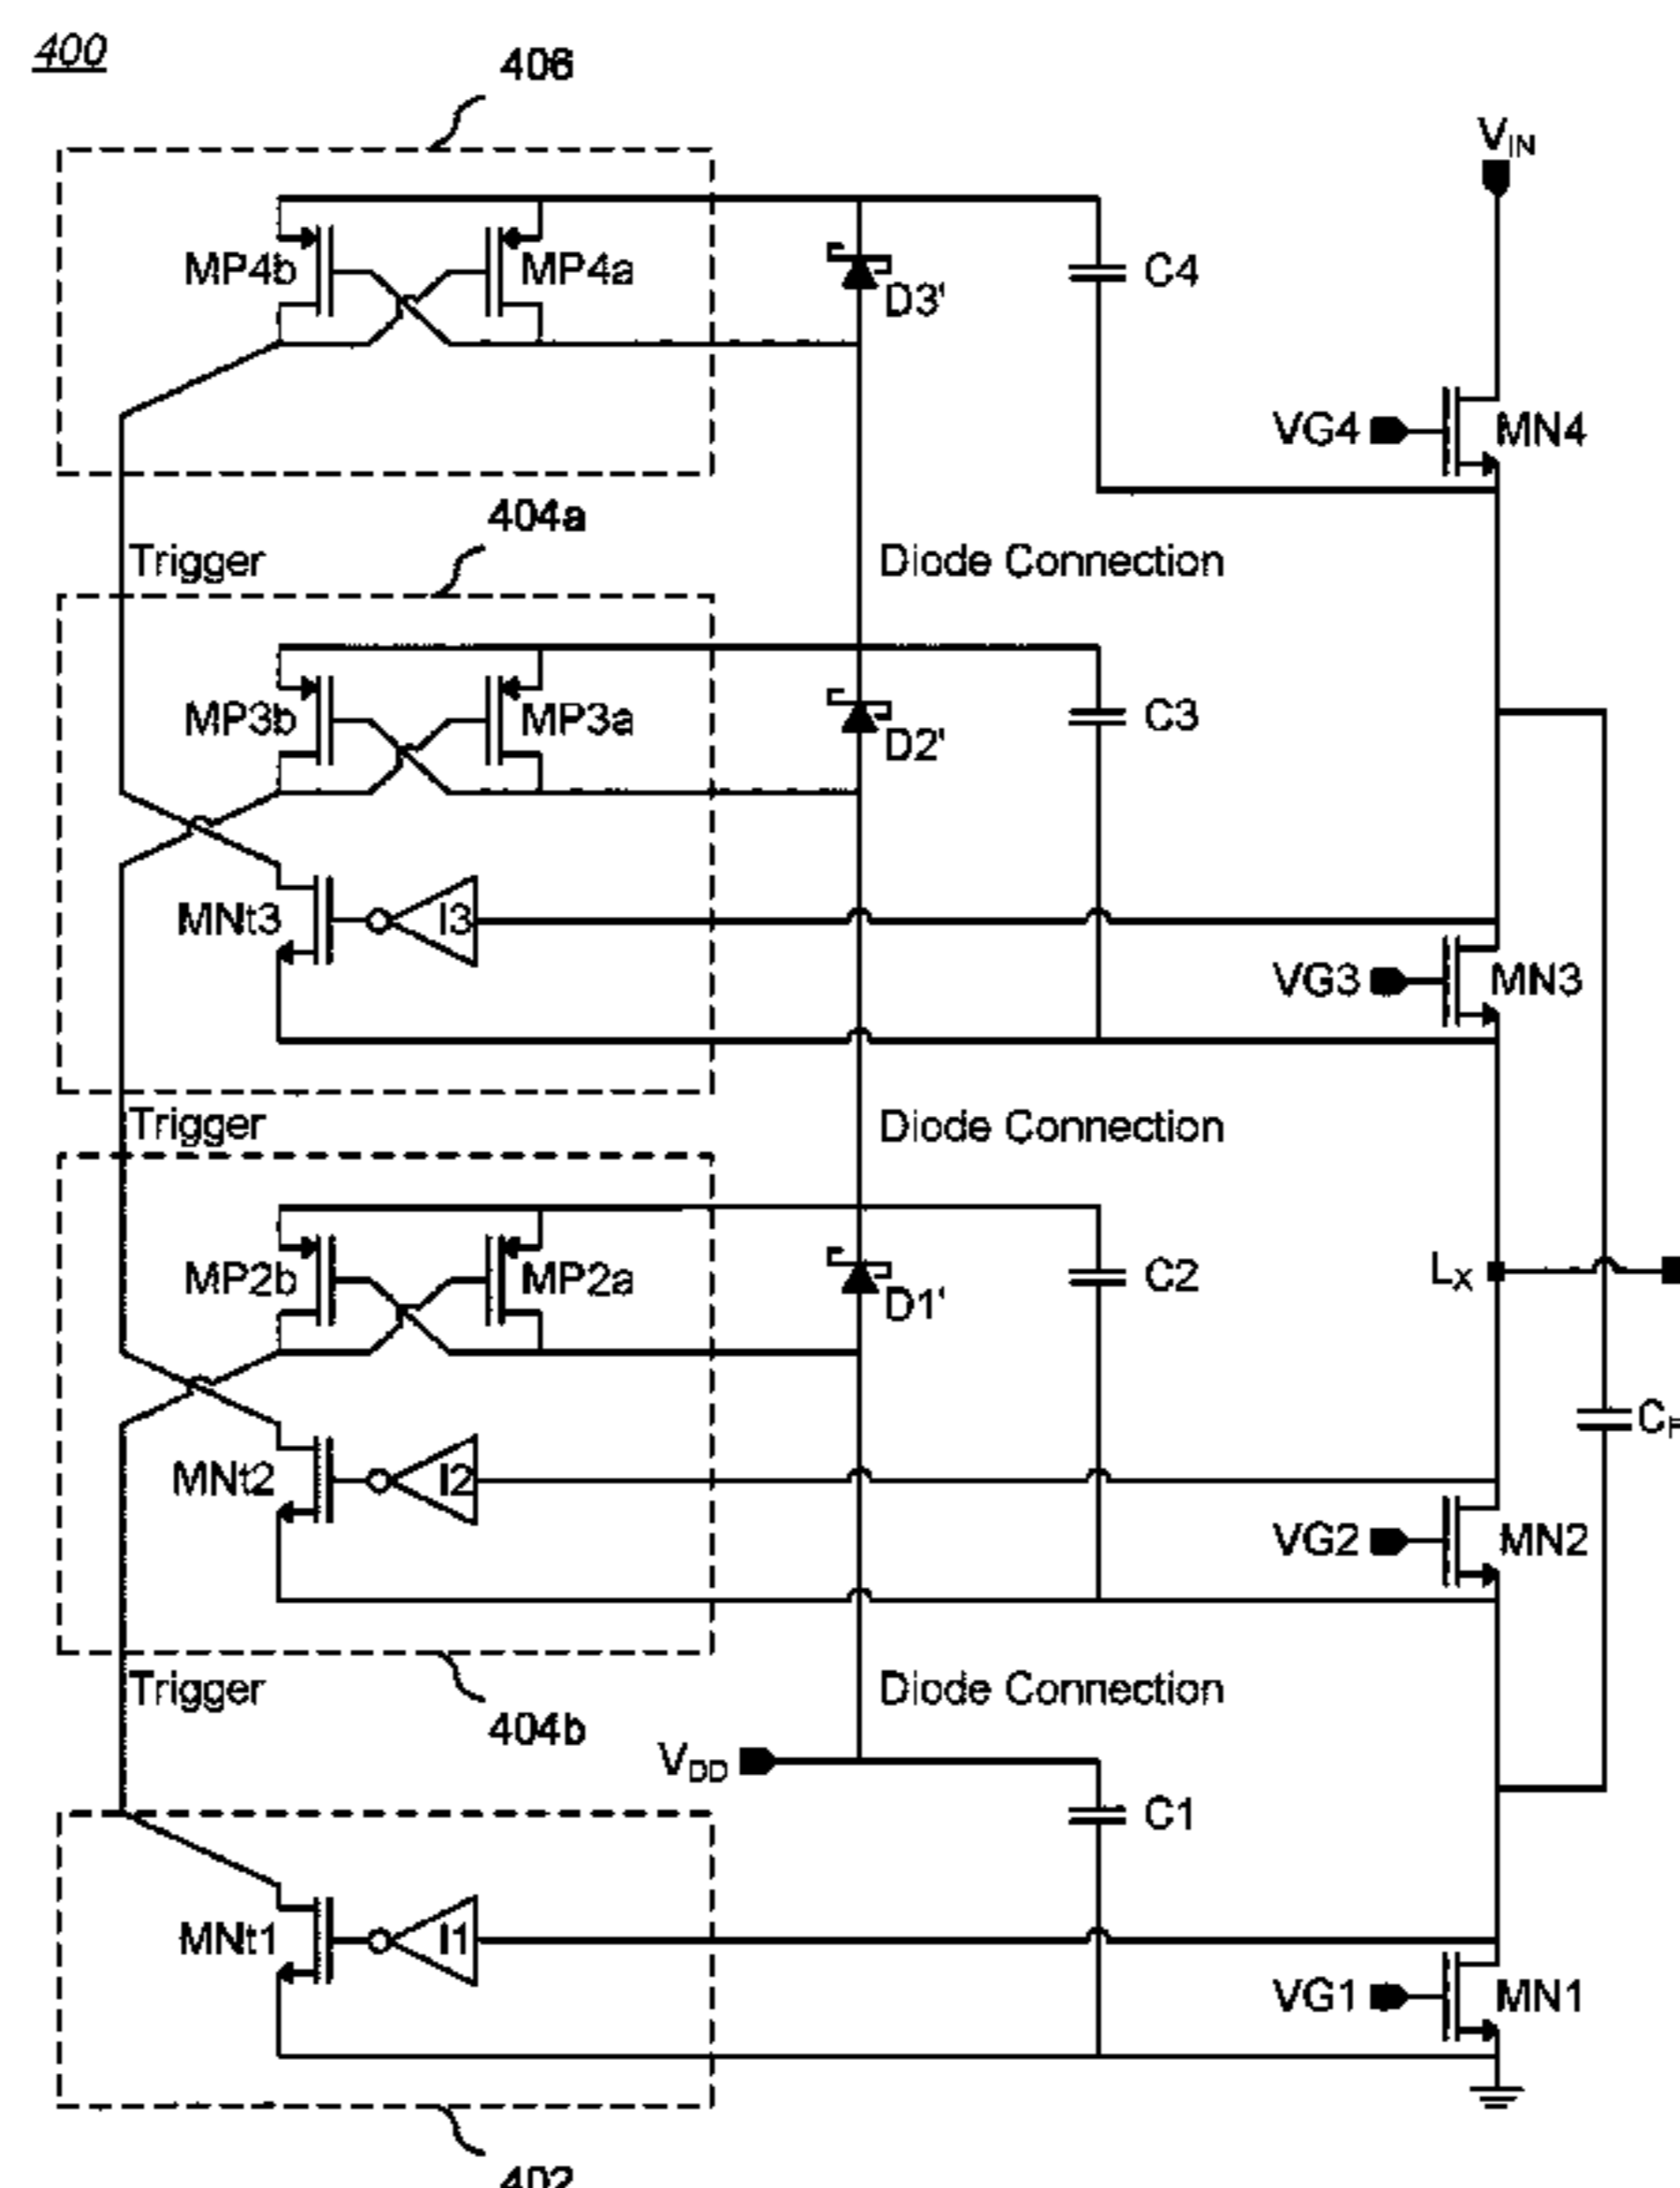 400
406
VIN
MP4b
MP4a
D3'
C4
VG4
MN4
404a
Trigger
Diode Connection
MP3b
MP3a
D2'
C3
MNt3
I3
VG3
MN3
Trigger
Diode Connection
MP2b
MP2a
D1'
C2
LX
MNt2
I2
VG2
MN2
Trigger
Diode Connection
404b
VDD
C1
MNt1
I1
VG1
MN1
402